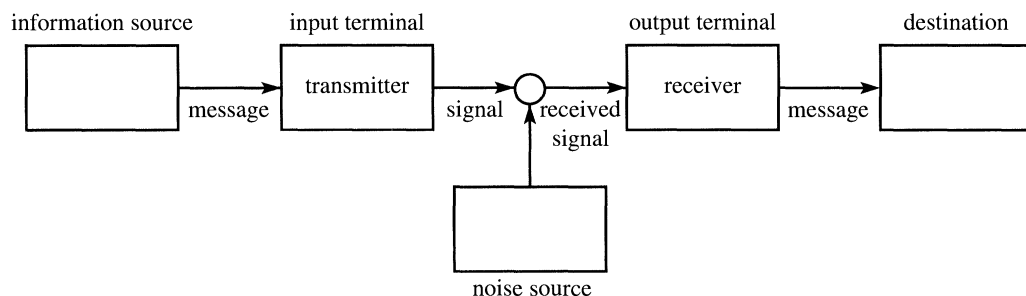 information source
input terminal
output terminal
destination
transmitter
receiver
message
signal
received
signal
message
noise source